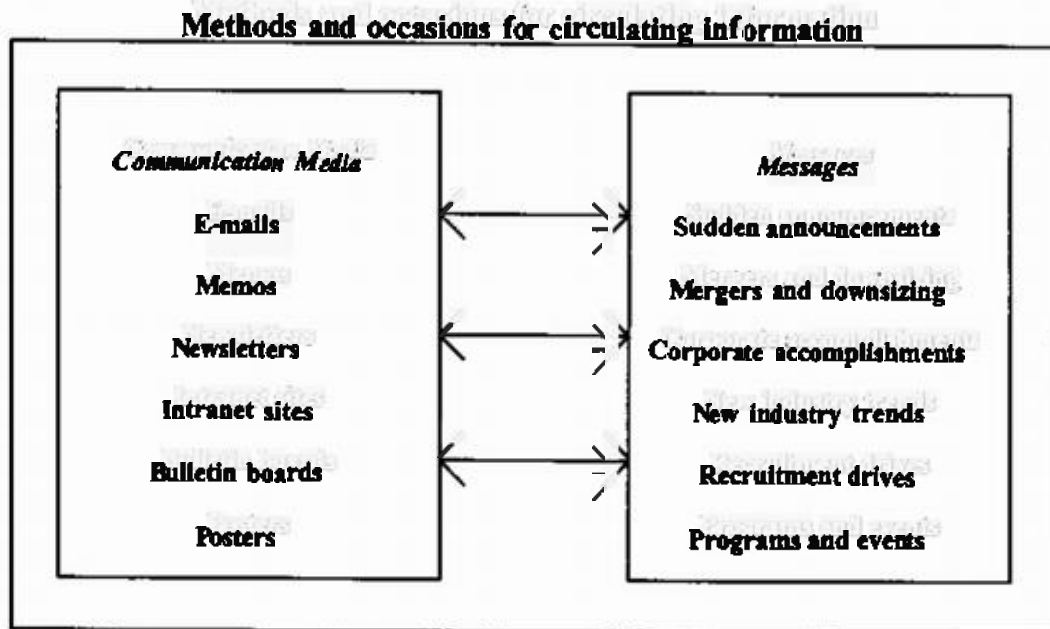 Methods and occasions for circulating information
Communication Media
E-mails
Memos
Newsletters
Intranet sites
Bulletin boards
Posters
Messages
Sudden announcements
Mergers and downsizing
Corporate accomplishments
New industry trends
Recruitment drives
Programs and events